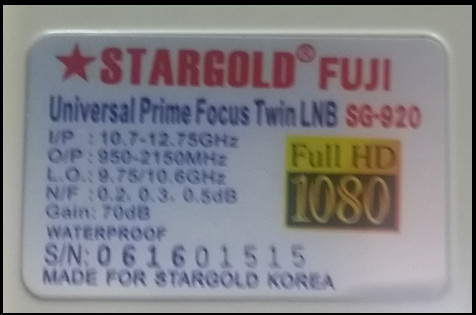 ★STARGOLD® FUJI
Universal Prime Focus Twin LNB SG-920
I/P : 10.7-12.75GHz
O/P: 950-2150MHz
L.O.: 9.75/10.6GHz
N/F : 0.2, 0.3, 0.5dB
Gain: 70dB
WATERPROOF
S/N: 061601515
MADE FOR STARGOLD KOREA
Full HD
1080